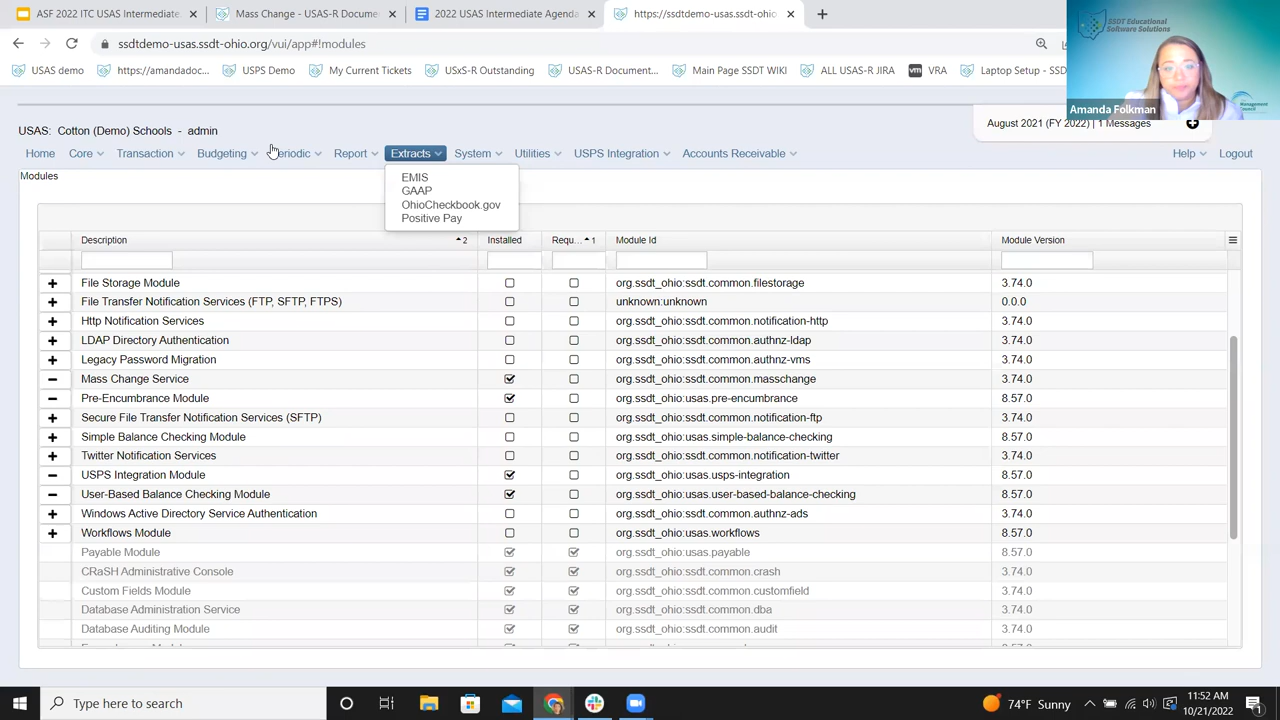 ASF 2022 ITC USAS Intermediate
Mass Change - USAS-R Documen
2022 USAS Intermediate Agenda
https://ssdtdemo-usas.ssdt-ohio
ssdtdemo-usas.ssdt-ohio.org/vui/app#!modules
USAS demo
https://amandadoc...
USPS Demo
My Current Tickets
USxS-R Outstanding
USAS-R Document...
Main Page SSDT WIKI
ALL USAS-R JIRA
vm VRA
Laptop Setup - SSD
SSDT Educational
Software Solutions
Management
Council
Amanda Folkman
USAS: Cotton (Demo) Schools - admin
August 2021 (FY 2022) | 1 Messages
Home Core Transaction Budgeting eriodic Report Extracts System Utilities USPS Integration Accounts Receivable Help Logout
Modules
EMIS
GAAP
OhioCheckbook.gov
Positive Pay
Description 2 Installed Requ... 1 Module Id Module Version
File Storage Module org.ssdt_ohio:ssdt.common.filestorage 3.74.0
File Transfer Notification Services (FTP, SFTP, FTPS) unknown:unknown 0.0.0
Http Notification Services org.ssdt_ohio:ssdt.common.notification-http 3.74.0
LDAP Directory Authentication org.ssdt_ohio:ssdt.common.authnz-ldap 3.74.0
Legacy Password Migration org.ssdt_ohio:ssdt.common.authnz-vms 3.74.0
Mass Change Service org.ssdt_ohio:ssdt.common.masschange 3.74.0
Pre-Encumbrance Module org.ssdt_ohio:usas.pre-encumbrance 8.57.0
Secure File Transfer Notification Services (SFTP) org.ssdt_ohio:ssdt.common.notification-ftp 3.74.0
Simple Balance Checking Module org.ssdt_ohio:usas.simple-balance-checking 8.57.0
Twitter Notification Services org.ssdt_ohio:ssdt.common.notification-twitter 3.74.0
USPS Integration Module org.ssdt_ohio:usas.usps-integration 8.57.0
User-Based Balance Checking Module org.ssdt_ohio:usas.user-based-balance-checking 8.57.0
Windows Active Directory Service Authentication org.ssdt_ohio:ssdt.common.authnz-ads 3.74.0
Workflows Module org.ssdt_ohio:usas.workflows 8.57.0
Payable Module org.ssdt_ohio:usas.payable 8.57.0
CRaSH Administrative Console org.ssdt_ohio:ssdt.common.crash 3.74.0
Custom Fields Module org.ssdt_ohio:ssdt.common.customfield 3.74.0
Database Administration Service org.ssdt_ohio:ssdt.common.dba 3.74.0
Database Auditing Module org.ssdt_ohio:ssdt.common.audit 3.74.0
Type here to search
74°F Sunny
11:52 AM
10/21/2022
1